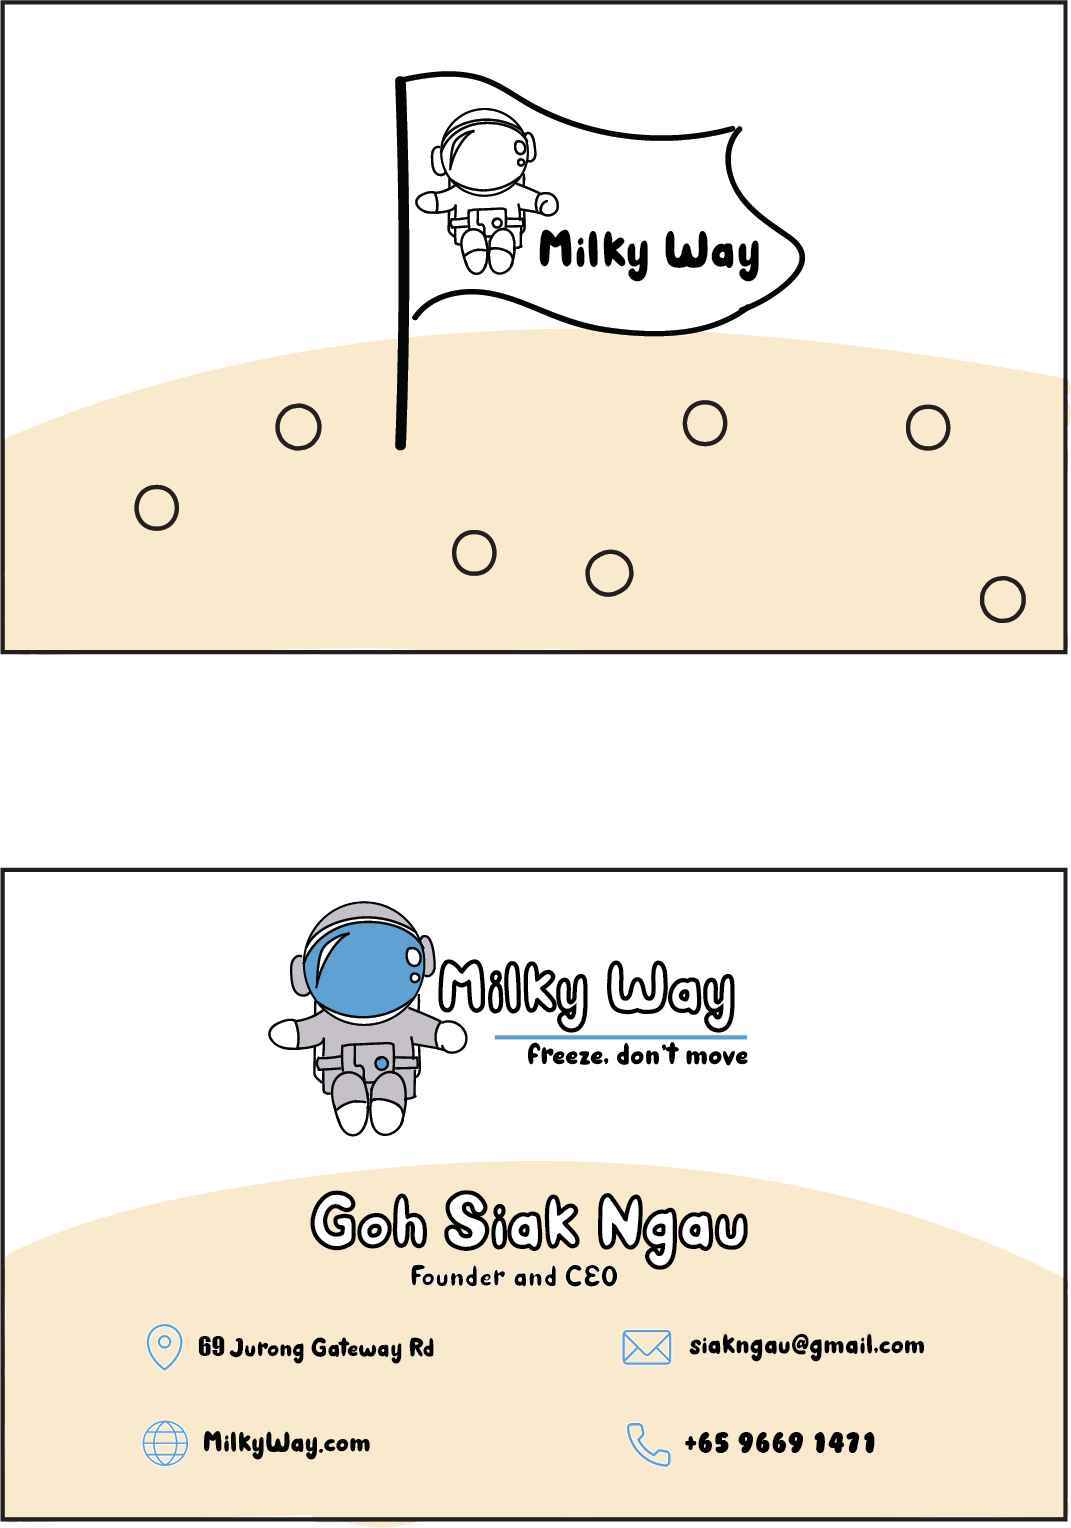 Milky Way
Milky Way
freeze, don't move
Goh Siak Ngau
Founder and CEO
69 Jurong Gateway Rd
siakngau@gmail.com
MilkyWay.com
+65 9669 1471